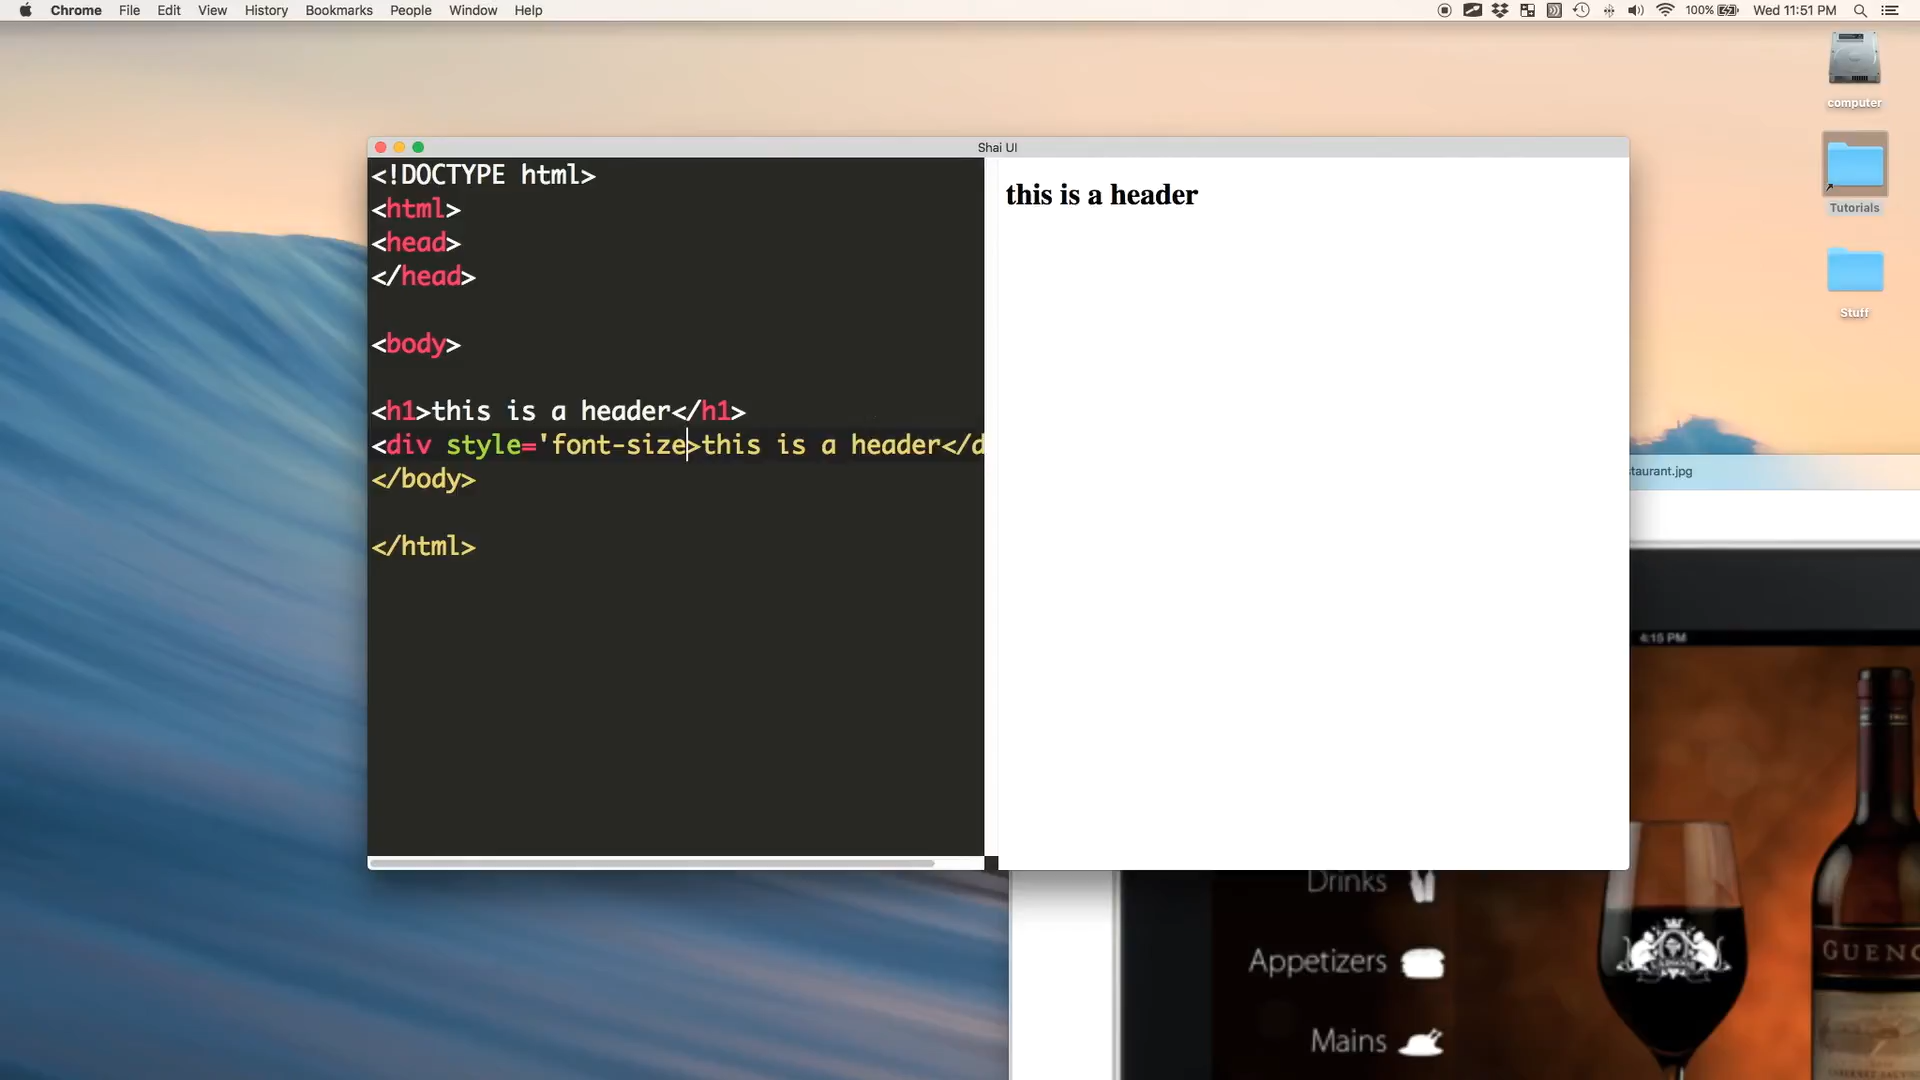 Chrome File Edit View History Bookmarks People Window Help
100% Wed 11:51 PM
computer
Tutorials
Stuff
Shai UI
<!DOCTYPE html>
<html>
<head>
</head>
<body>
<h1>this is a header</h1>
<div style='font-size>this is a header</d
</body>
</html>
this is a header
taurant.jpg
4:15 PM
Drinks
Appetizers
Mains
GUENOC